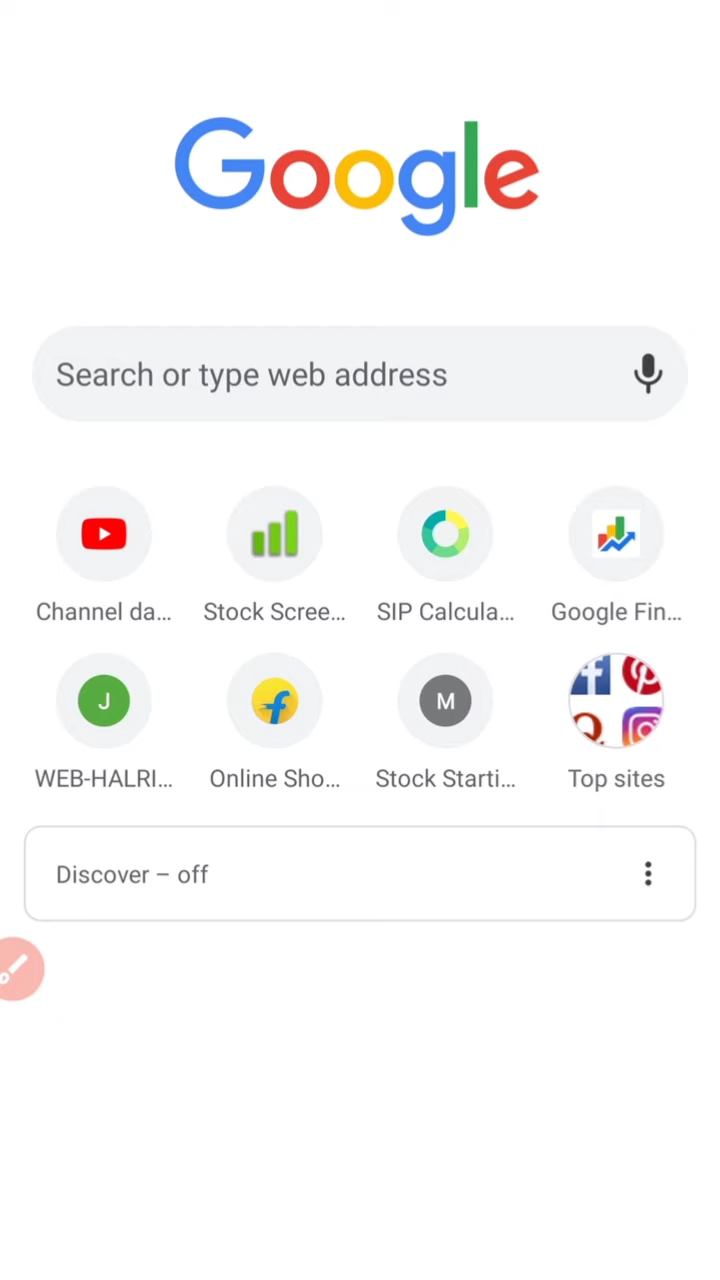 Google
Search or type web address
Channel da...
Stock Scree...
SIP Calcula...
Google Fin...
J
M
WEB-HALRI...
Online Sho...
Stock Starti...
Top sites
Discover – off